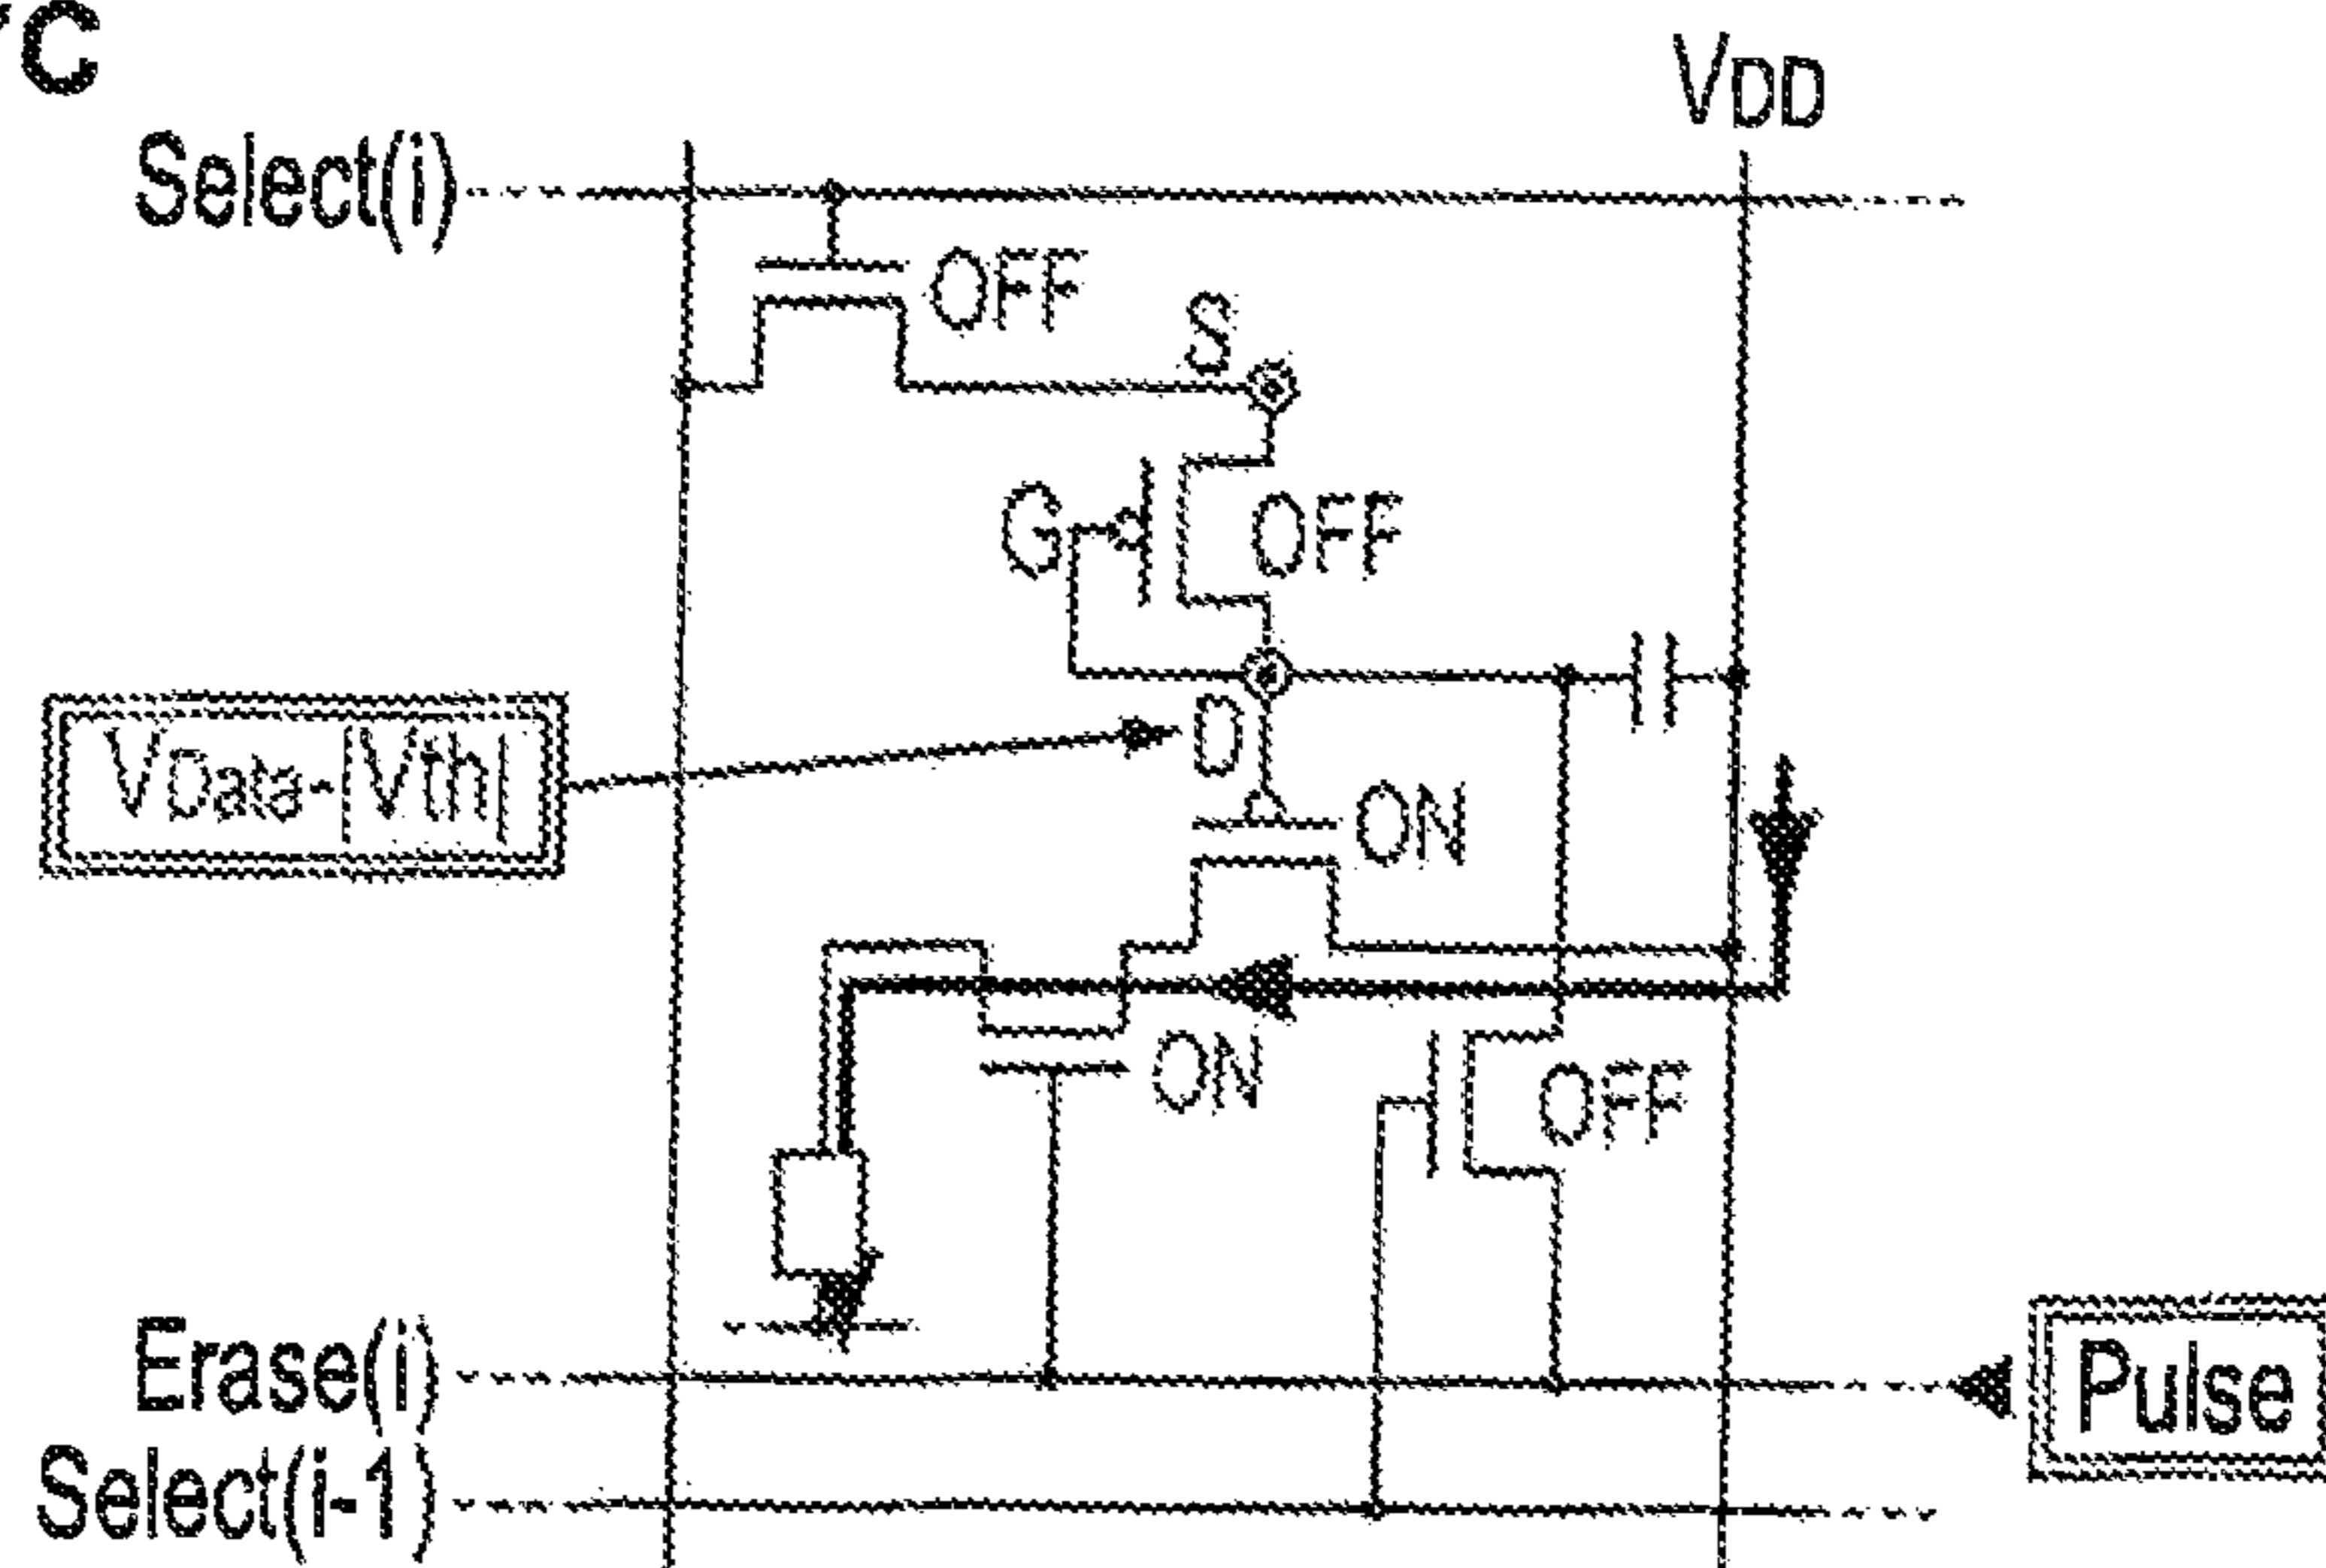 C
VDD
Select(i)
OFF
S
G
OFF
VData-|Vth|
D
ON
ON
OFF
Erase(i)
Pulse
Select(i-1)